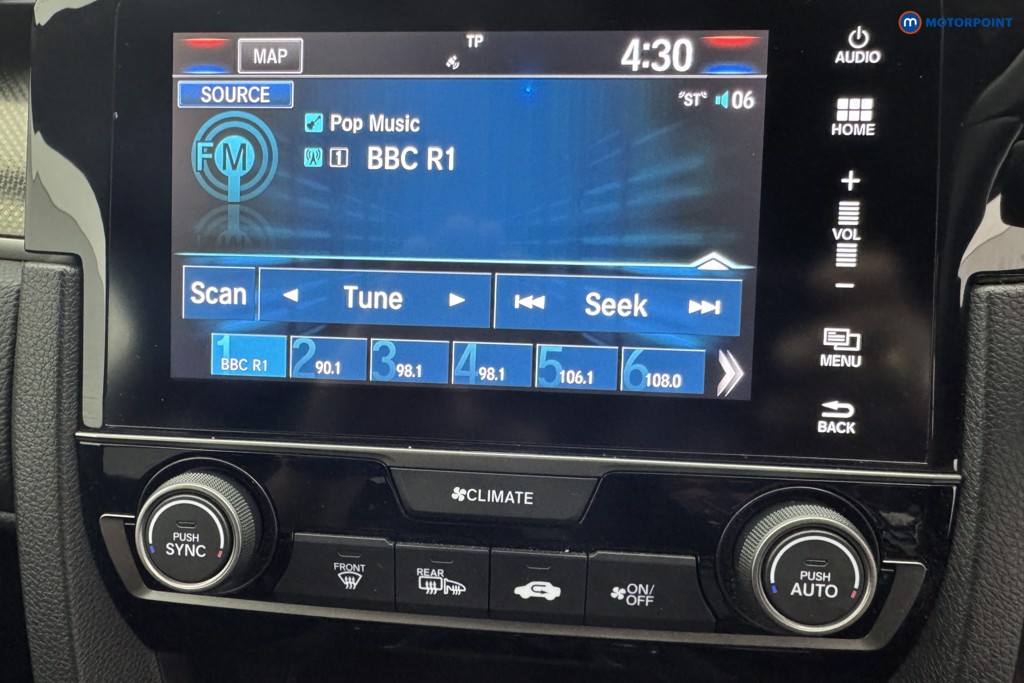 MOTORPOINT
MAP
TP
4:30
AUDIO
SOURCE
"ST" 06
FM
Pop Music
1 BBC R1
HOME
+
VOL
-
Scan
Tune
Seek
1 BBC R1
2 90.1
3 98.1
4 98.1
5 106.1
6 108.0
MENU
BACK
CLIMATE
PUSH
SYNC
FRONT
REAR
ON/
OFF
PUSH
AUTO